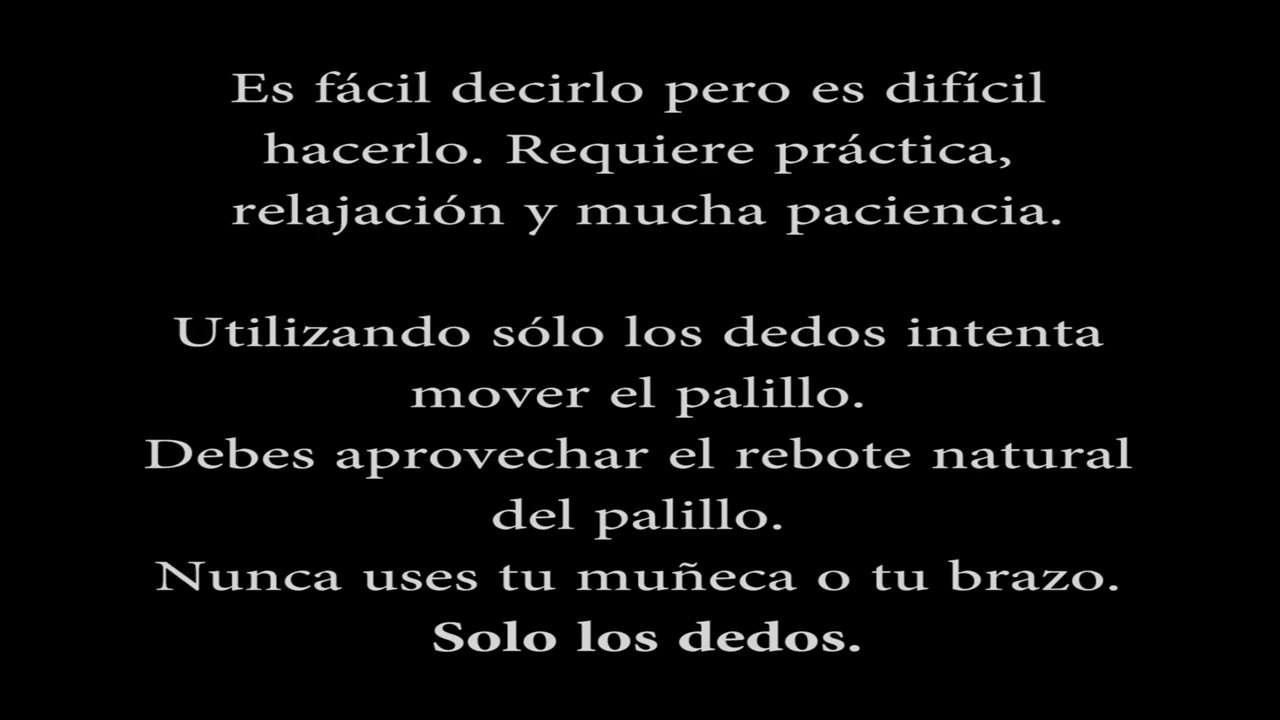 Es fácil decirlo pero es difícil
hacerlo. Requiere práctica,
relajación y mucha paciencia.
Utilizando sólo los dedos intenta
mover el palillo.
Debes aprovechar el rebote natural
del palillo.
Nunca uses tu muñeca o tu brazo.
Solo los dedos.